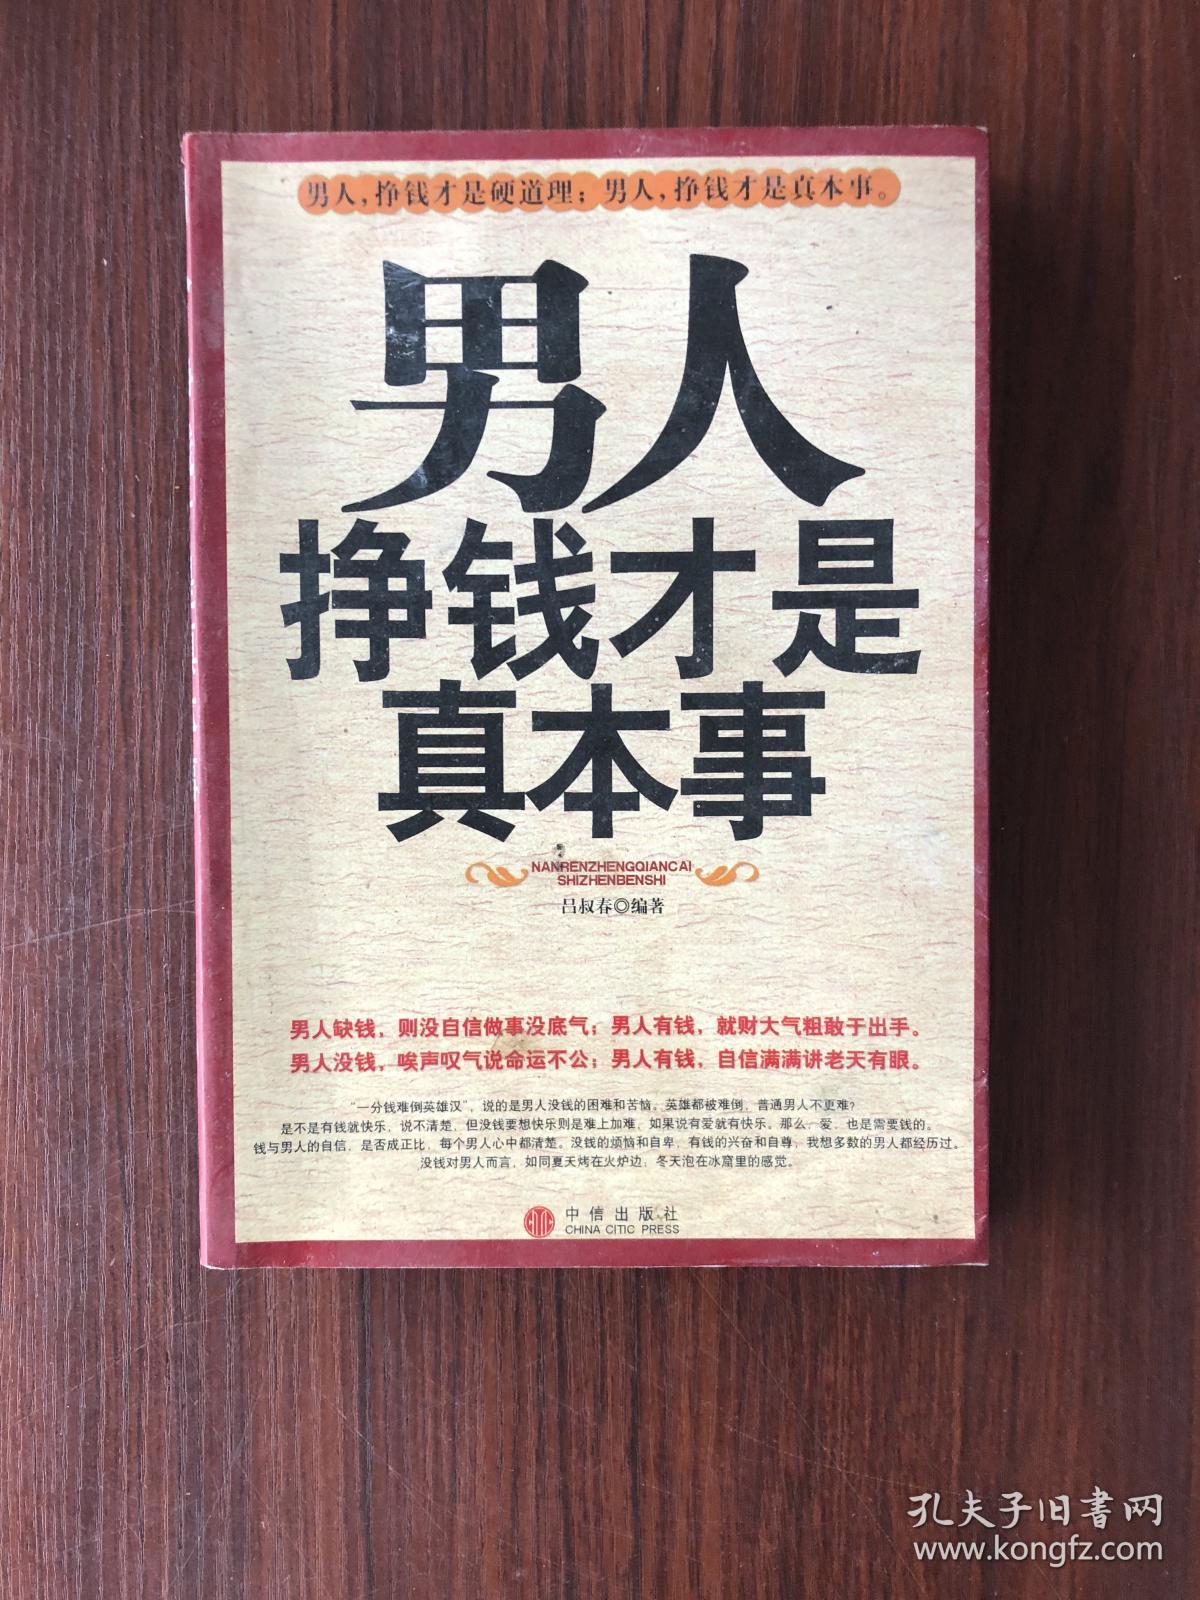 男人，挣钱才是硬道理；男人，挣钱才是真本事。
男人
挣钱才是
真本事
NANRENZHENGQIANCAI
SHIZHENBENSHI
吕叔春◎编著
男人缺钱，则没自信做事没底气；男人有钱，就财大气粗敢于出手。
男人没钱，唉声叹气说命运不公；男人有钱，自信满满讲老天有眼。
“一分钱难倒英雄汉”，说的是男人没钱的困难和苦恼。英雄都被难倒，普通男人不更难？
是不是有钱就快乐，说不清楚，但没钱要想快乐则是难上加难，如果说有爱就有快乐。那么，爱，也是需要钱的。
钱与男人的自信，是否成正比，每个男人心中都清楚。没钱的烦恼和自卑，有钱的兴奋和自尊，我想多数的男人都经历过。
没钱对男人而言，如同夏天烤在火炉边，冬天泡在冰窟里的感觉。
中信出版社
CHINA CITIC PRESS
孔夫子旧书网
www.kongfz.com